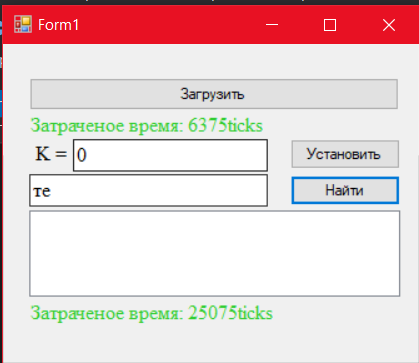 Form1
Загрузить
Затраченое время: 6375ticks
K = 0 Установить
те Найти
Затраченое время: 25075ticks